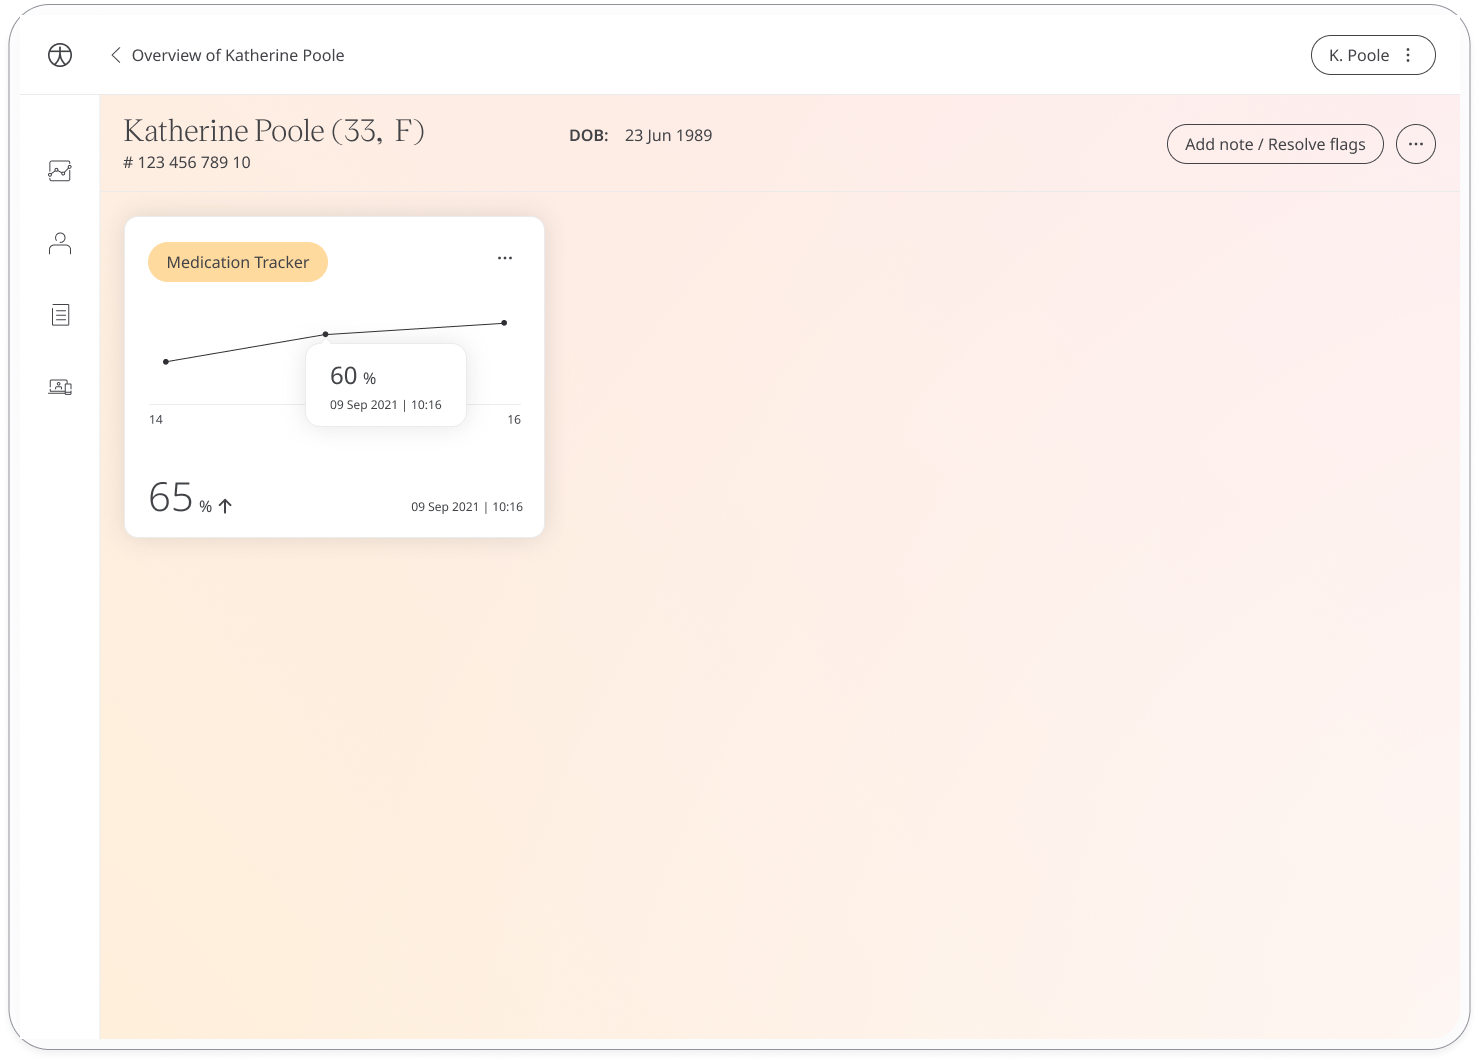 Overview of Katherine Poole
K. Poole
Katherine Poole (33, F)
# 123 456 789 10
DOB: 23 Jun 1989
Add note / Resolve flags
Medication Tracker
60 %
09 Sep 2021 | 10:16
14
16
65 %
09 Sep 2021 | 10:16